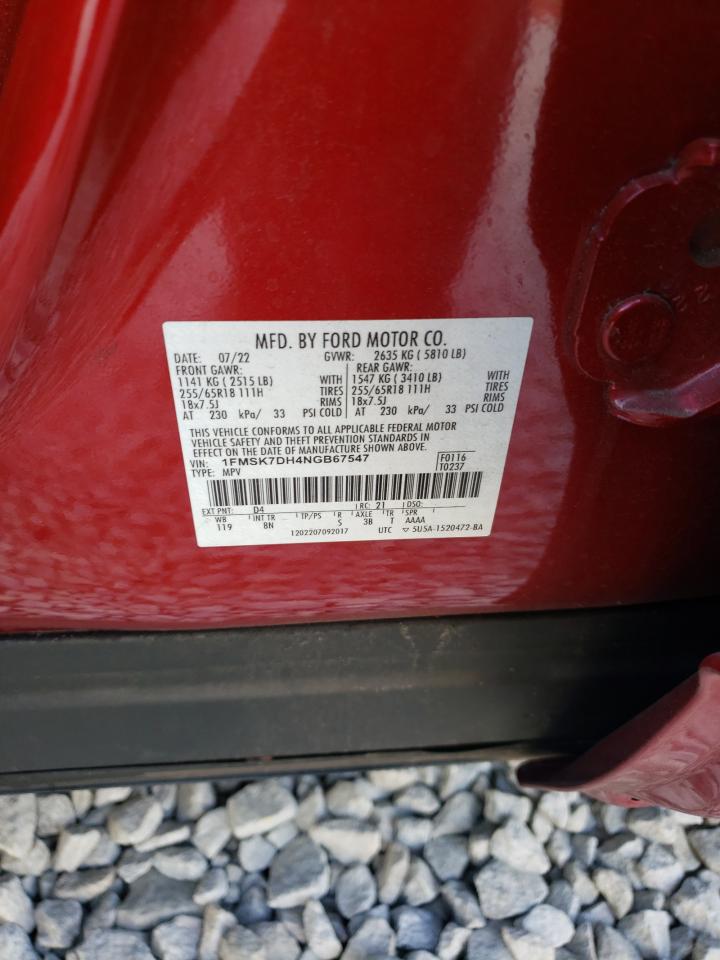 MFD. BY FORD MOTOR CO.
DATE: 07/22 GVWR: 2635 KG ( 5810 LB)
FRONT GAWR: REAR GAWR:
1141 KG ( 2515 LB) WITH 1547 KG ( 3410 LB) WITH
255/65R18 111H TIRES 255/65R18 111H TIRES
18x7.5J RIMS 18x7.5J RIMS
AT 230 kPa/ 33 PSI COLD AT 230 kPa/ 33 PSI COLD
THIS VEHICLE CONFORMS TO ALL APPLICABLE FEDERAL MOTOR
VEHICLE SAFETY AND THEFT PREVENTION STANDARDS IN
EFFECT ON THE DATE OF MANUFACTURE SHOWN ABOVE.
VIN: 1FMSK7DH4NGB67547 F0116
TYPE: MPV T0237
EXT PNT: D4 RC: 21 DSO:
WB INT TR TP/PS R AXLE TR SPR
119 8N S 3B T AAAA
1202207092017 UTC ▽ 5U5A-1520472-BA